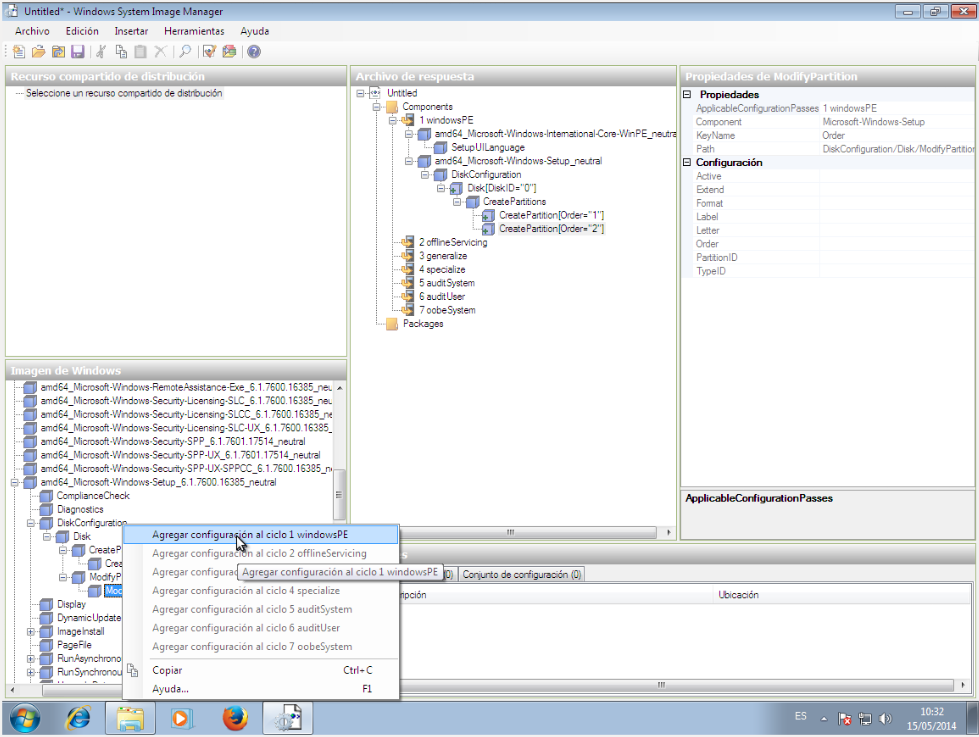 Untitled* - Windows System Image Manager
Archivo Edición Insertar Herramientas Ayuda
Recurso compartido de distribución
Seleccione un recurso compartido de distribución
Archivo de respuesta
Untitled
Components
1 windowsPE
amd64_Microsoft-Windows-International-Core-WinPE_neutra
SetupUILanguage
amd64_Microsoft-Windows-Setup_neutral
DiskConfiguration
Disk[DiskID="0"]
CreatePartitions
CreatePartition[Order="1"]
CreatePartition[Order="2"]
2 offlineServicing
3 generalize
4 specialize
5 auditSystem
6 auditUser
7 oobeSystem
Packages
Propiedades de ModifyPartition
Propiedades
ApplicableConfigurationPasses 1 windowsPE
Component Microsoft-Windows-Setup
KeyName Order
Path DiskConfiguration/Disk/ModifyPartition
Configuración
Active
Extend
Format
Label
Letter
Order
PartitionID
TypeID
ApplicableConfigurationPasses
Imagen de Windows
amd64_Microsoft-Windows-RemoteAssistance-Exe_6.1.7600.16385_neu
amd64_Microsoft-Windows-Security-Licensing-SLC_6.1.7600.16385_neu
amd64_Microsoft-Windows-Security-Licensing-SLCC_6.1.7600.16385_ne
amd64_Microsoft-Windows-Security-Licensing-SLC-UX_6.1.7600.16385_
amd64_Microsoft-Windows-Security-SPP_6.1.7601.17514_neutral
amd64_Microsoft-Windows-Security-SPP-UX_6.1.7601.17514_neutral
amd64_Microsoft-Windows-Security-SPP-UX-SPPCC_6.1.7600.16385_n
amd64_Microsoft-Windows-Setup_6.1.7600.16385_neutral
ComplianceCheck
Diagnostics
DiskConfiguration
Disk
CreateP
Crea
ModifyP
Mod
Display
DynamicUpdate
ImageInstall
PageFile
RunAsynchrono
RunSynchronou
Agregar configuración al ciclo 1 windowsPE
Agregar configuración al ciclo 2 offlineServicing
Agregar configura
Agregar configuración al ciclo 1 windowsPE
Agregar configuración al ciclo 4 specialize
Agregar configuración al ciclo 5 auditSystem
Agregar configuración al ciclo 6 auditUser
Agregar configuración al ciclo 7 oobeSystem
Copiar Ctrl+C
Ayuda... F1
(0) Conjunto de configuración (0)
ripción Ubicación
ES
10:32
15/05/2014